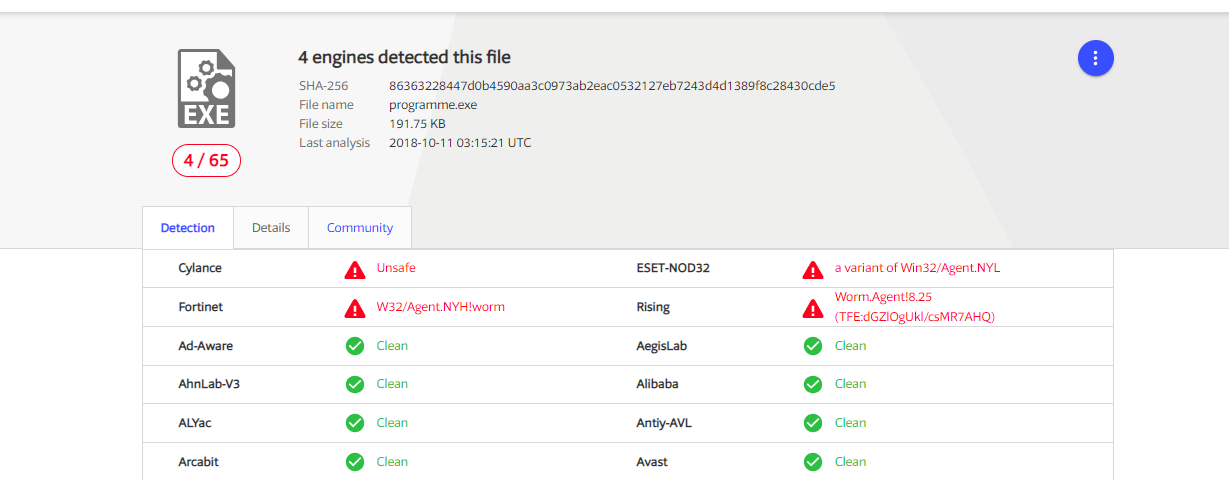 4 engines detected this file
SHA-256 86363228447d0b4590aa3c0973ab2eac0532127eb7243d4d1389f8c28430cde5
File name programme.exe
File size 191.75 KB
Last analysis 2018-10-11 03:15:21 UTC
EXE
4 / 65
Detection Details Community
Cylance Unsafe ESET-NOD32 a variant of Win32/Agent.NYL
Fortinet W32/Agent.NYH!worm Rising Worm.Agent!8.25
(TFE:dGZlOgUkl/csMR7AHQ)
Ad-Aware Clean AegisLab Clean
AhnLab-V3 Clean Alibaba Clean
ALYac Clean Antiy-AVL Clean
Arcabit Clean Avast Clean